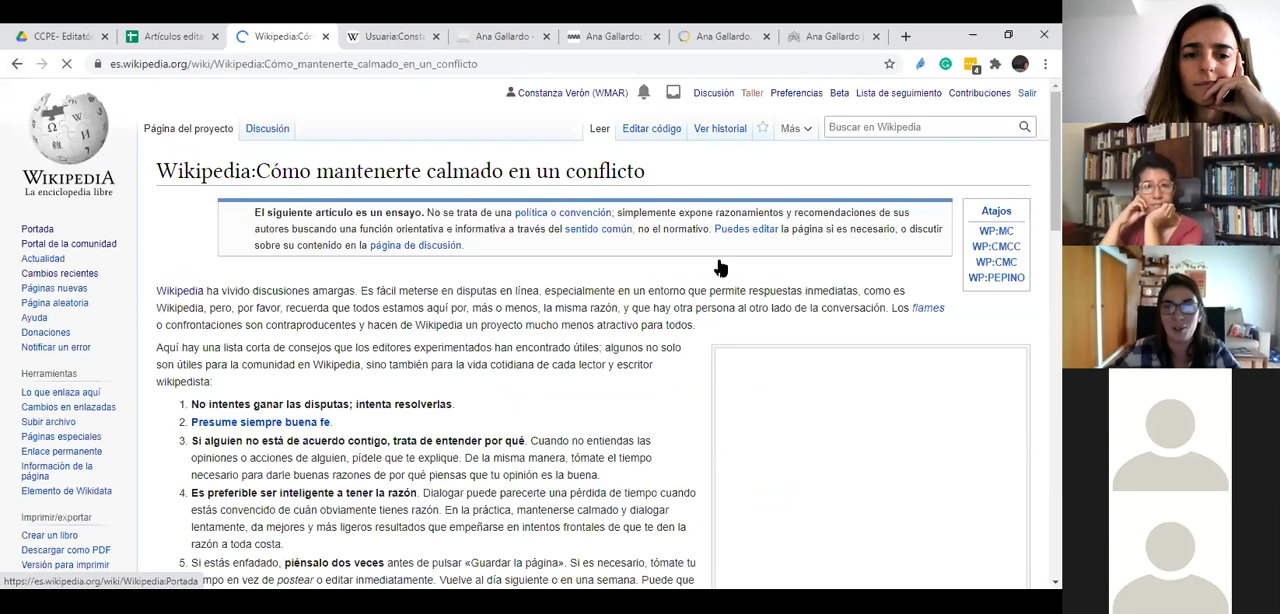 CCPE- Editatón
Artículos edita
Wikipedia:Cóm
Usuaria:Consta
Ana Gallardo -
Ana Gallardo:
Ana Gallardo.
Ana Gallardo |
es.wikipedia.org/wiki/Wikipedia:Cómo_mantenerte_calmado_en_un_conflicto
4
Constanza Verón (WMAR)
Discusión
Taller
Preferencias
Beta
Lista de seguimiento
Contribuciones
Salir
Página del proyecto
Discusión
Leer
Editar código
Ver historial
Más
Buscar en Wikipedia
WIKIPEDIA
La enciclopedia libre
Portada
Portal de la comunidad
Actualidad
Cambios recientes
Páginas nuevas
Página aleatoria
Ayuda
Donaciones
Notificar un error
Herramientas
Lo que enlaza aquí
Cambios en enlazadas
Subir archivo
Páginas especiales
Enlace permanente
Información de la
página
Elemento de Wikidata
Imprimir/exportar
Crear un libro
Descargar como PDF
Versión para imprimir
Wikipedia:Cómo mantenerte calmado en un conflicto
El siguiente artículo es un ensayo. No se trata de una política o convención; simplemente expone razonamientos y recomendaciones de sus
autores buscando una función orientativa e informativa a través del sentido común, no el normativo. Puedes editar la página si es necesario, o discutir
sobre su contenido en la página de discusión.
Atajos
WP:MC
WP:CMCC
WP:CMC
WP:PEPINO
Wikipedia ha vivido discusiones amargas. Es fácil meterse en disputas en línea, especialmente en un entorno que permite respuestas inmediatas, como es
Wikipedia, pero, por favor, recuerda que todos estamos aquí por, más o menos, la misma razón, y que hay otra persona al otro lado de la conversación. Los flames
o confrontaciones son contraproducentes y hacen de Wikipedia un proyecto mucho menos atractivo para todos.
Aquí hay una lista corta de consejos que los editores experimentados han encontrado útiles; algunos no solo
son útiles para la comunidad en Wikipedia, sino también para la vida cotidiana de cada lector y escritor
wikipedista:
1. No intentes ganar las disputas; intenta resolverlas.
2. Presume siempre buena fe.
3. Si alguien no está de acuerdo contigo, trata de entender por qué. Cuando no entiendas las
opiniones o acciones de alguien, pídele que te explique. De la misma manera, tómate el tiempo
necesario para darle buenas razones de por qué piensas que tu opinión es la buena.
4. Es preferible ser inteligente a tener la razón. Dialogar puede parecerte una pérdida de tiempo cuando
estás convencido de cuán obviamente tienes razón. En la práctica, mantenerse calmado y dialogar
lentamente, da mejores y más ligeros resultados que empeñarse en intentos frontales de que te den la
razón a toda costa.
5. Si estás enfadado, piénsalo dos veces antes de pulsar «Guardar la página». Si es necesario, tómate tu
mpo en vez de postear o editar inmediatamente. Vuelve al día siguiente o en una semana. Puede que
https://es.wikipedia.org/wiki/Wikipedia:Portada